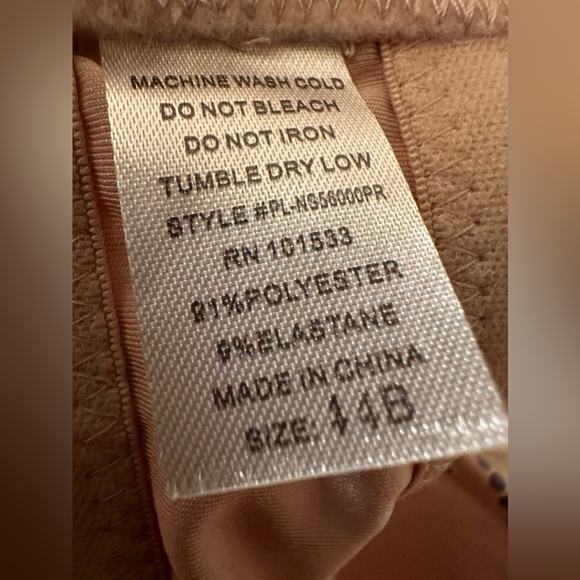 MACHINE WASH COLD
DO NOT BLEACH
DO NOT IRON
TUMBLE DRY LOW
STYLE #PL-NS56000PR
RN 101533
91%POLYESTER
9%ELASTANE
MADE IN CHINA
SIZE: 44B